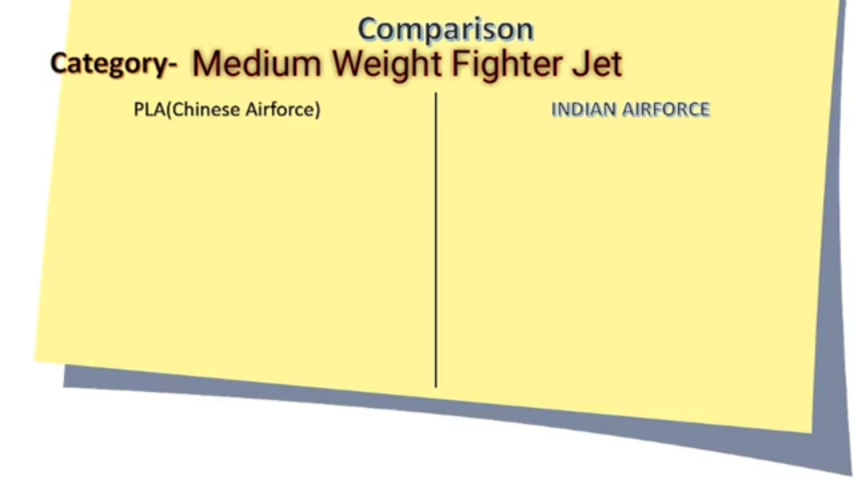 Comparison
Category- Medium Weight Fighter Jet
PLA(Chinese Airforce)
INDIAN AIRFORCE